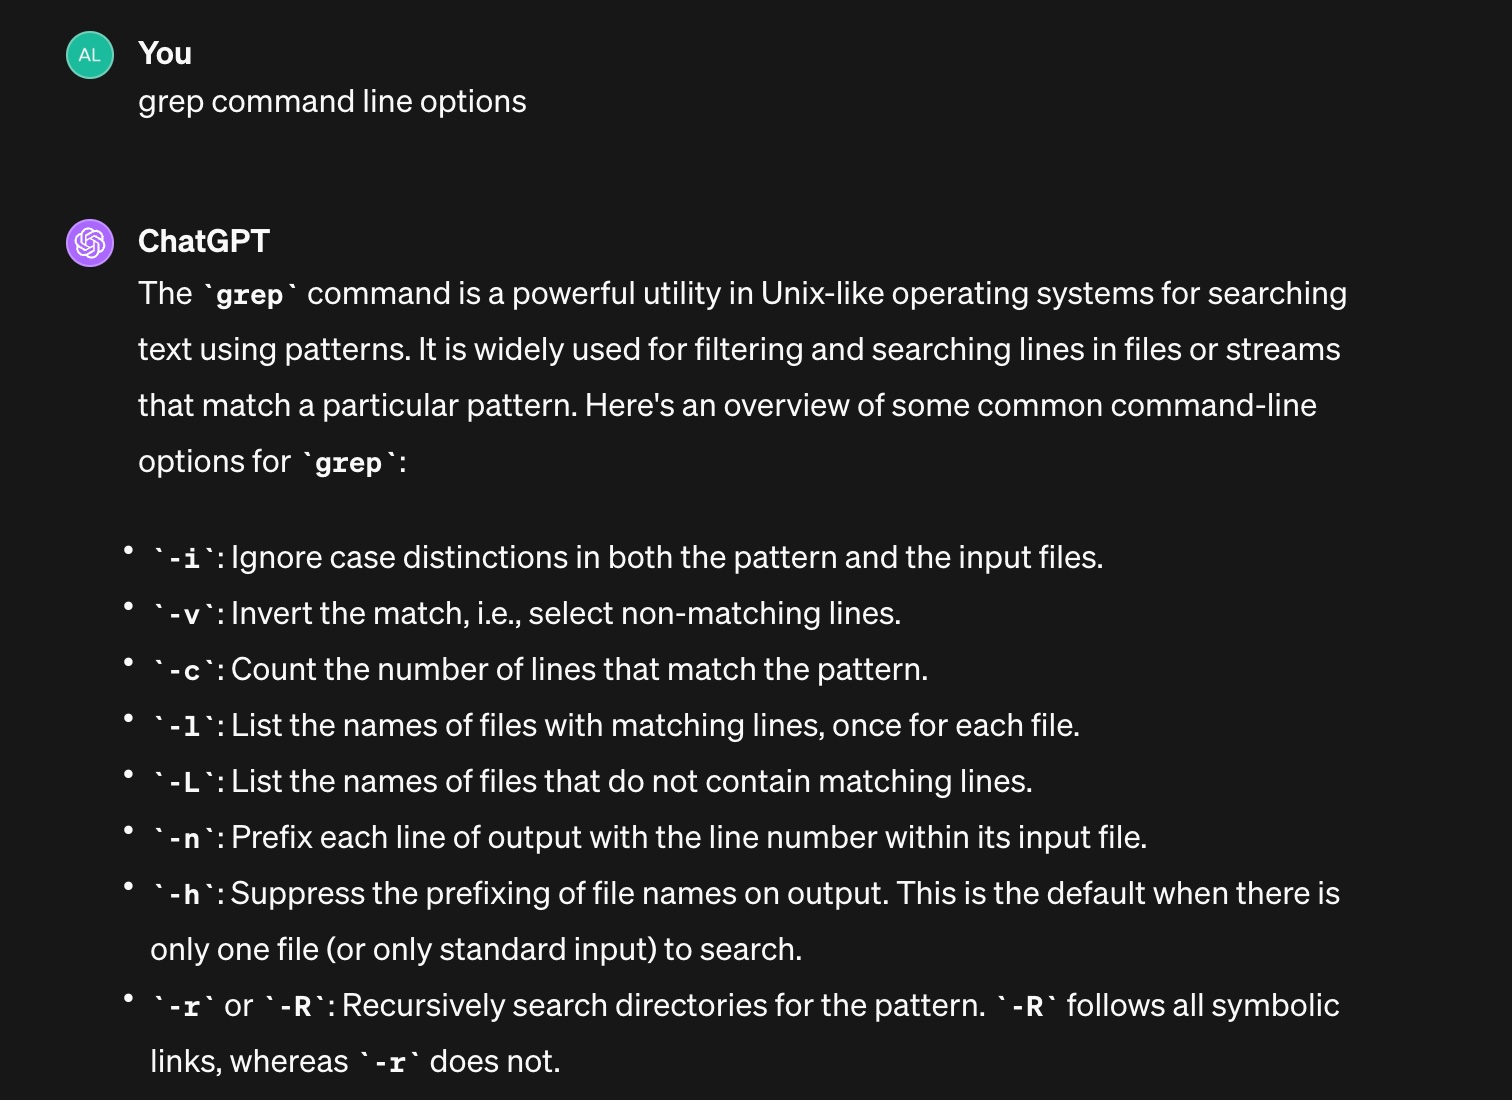 AL
You
grep command line options
ChatGPT
The `grep` command is a powerful utility in Unix-like operating systems for searching
text using patterns. It is widely used for filtering and searching lines in files or streams
that match a particular pattern. Here's an overview of some common command-line
options for `grep`:
• `-i`: Ignore case distinctions in both the pattern and the input files.
• `-v`: Invert the match, i.e., select non-matching lines.
• `-c`: Count the number of lines that match the pattern.
• `-l`: List the names of files with matching lines, once for each file.
• `-L`: List the names of files that do not contain matching lines.
• `-n`: Prefix each line of output with the line number within its input file.
• `-h`: Suppress the prefixing of file names on output. This is the default when there is
only one file (or only standard input) to search.
• `-r` or `-R`: Recursively search directories for the pattern. `-R` follows all symbolic
links, whereas `-r` does not.